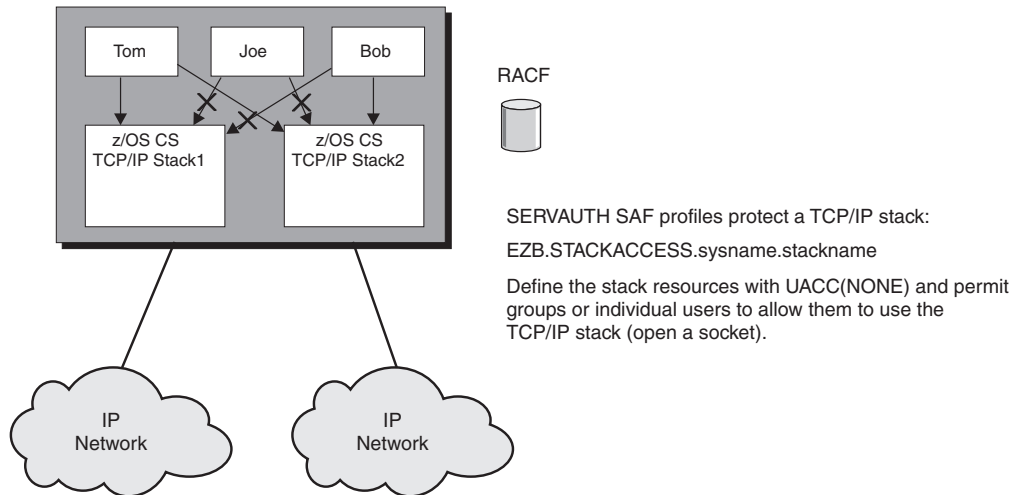 Tom
Joe
Bob
RACF
z/OS CS
TCP/IP Stack1
z/OS CS
TCP/IP Stack2
SERVAUTH SAF profiles protect a TCP/IP stack:
EZB.STACKACCESS.sysname.stackname
Define the stack resources with UACC(NONE) and permit
groups or individual users to allow them to use the
TCP/IP stack (open a socket).
IP
Network
IP
Network